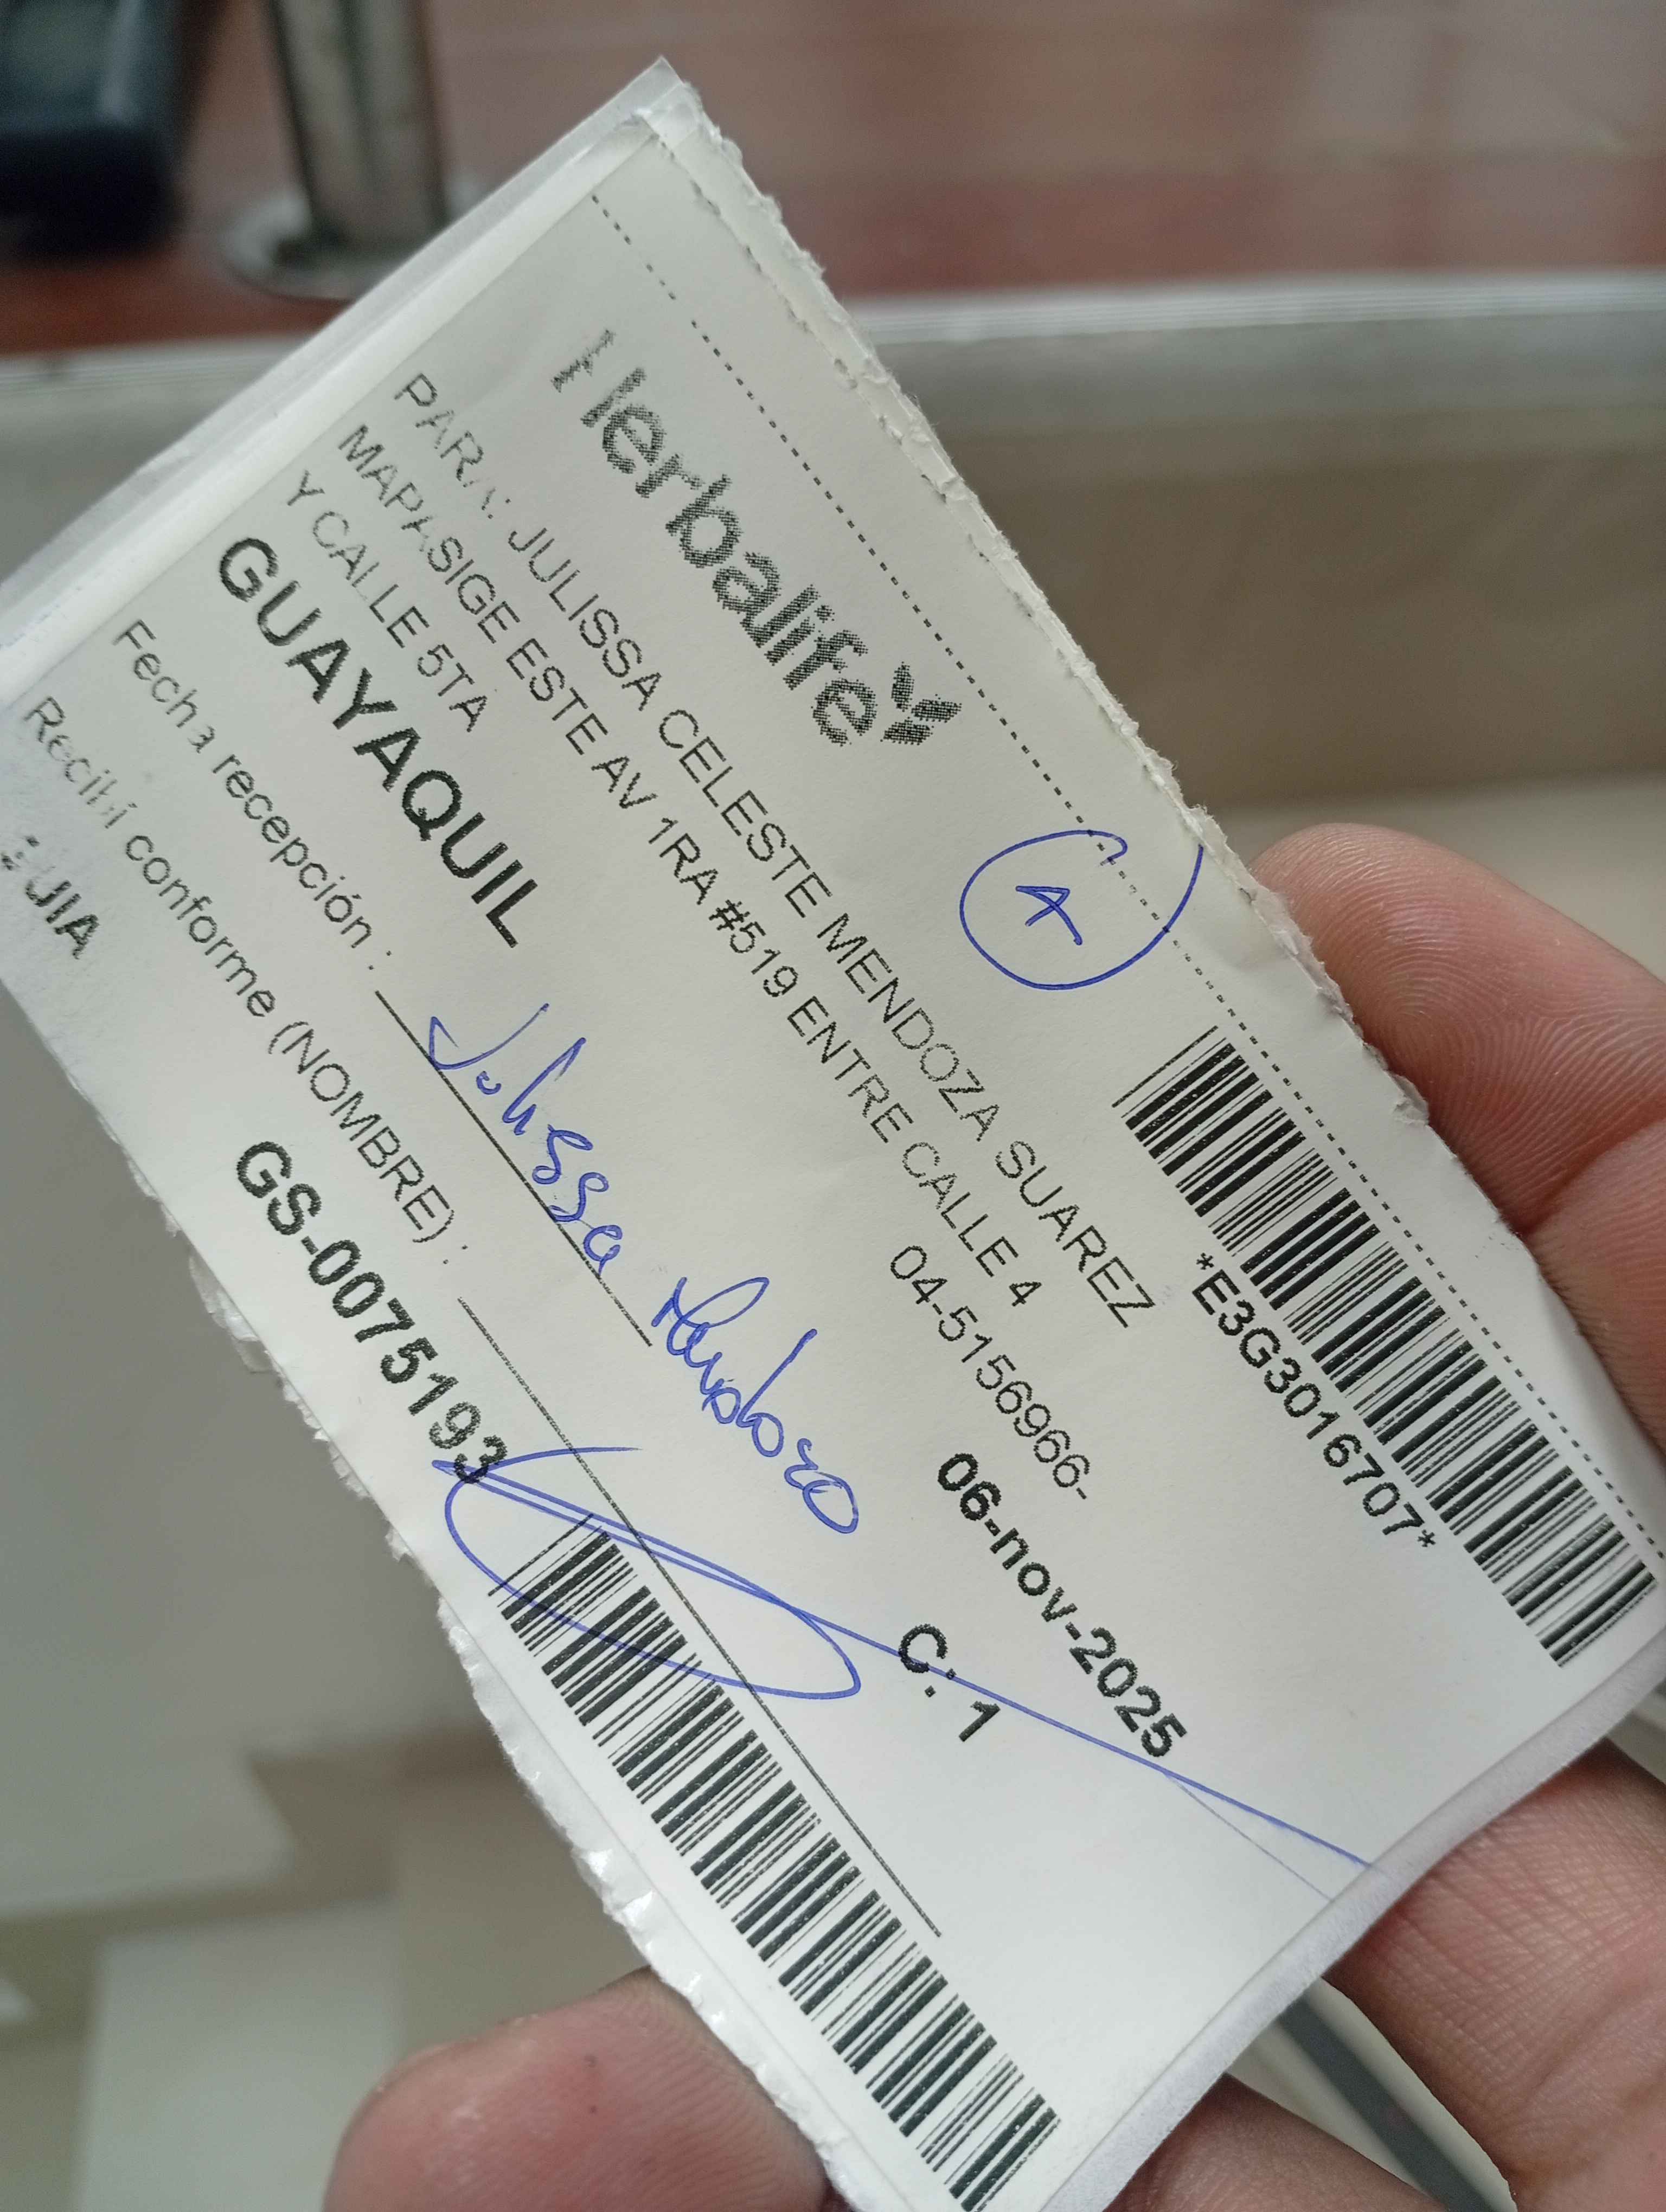 Herbalife
*E3G3016707*
PARA: JULISSA CELESTE MENDOZA SUAREZ
MAPASIGE ESTE AV 1RA #519 ENTRE CALLE 4
Y CALLE 5TA
04-5156966-
GUAYAQUIL
06-nov-2025
Fecha recepción :
Julissa Mendoza
C: 1
Recibí conforme (NOMBRE) :
GUIA
GS-0075193